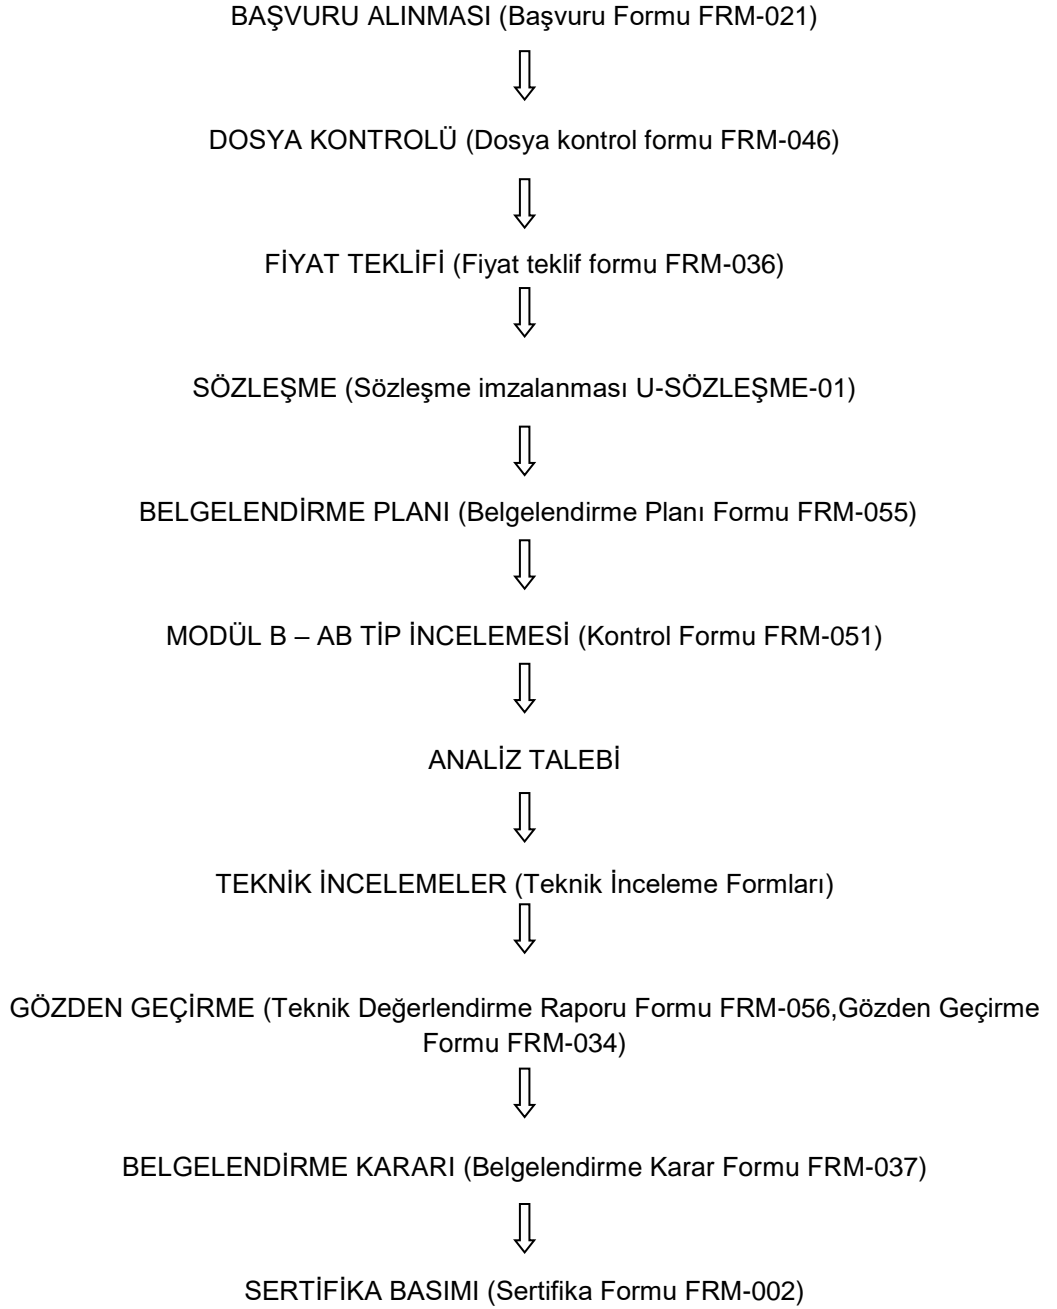 BAŞVURU ALINMASI (Başvuru Formu FRM-021)
DOSYA KONTROLÜ (Dosya kontrol formu FRM-046)
FİYAT TEKLİFİ (Fiyat teklif formu FRM-036)
SÖZLEŞME (Sözleşme imzalanması U-SÖZLEŞME-01)
BELGELENDİRME PLANI (Belgelendirme Planı Formu FRM-055)
MODÜL B – AB TİP İNCELEMESİ (Kontrol Formu FRM-051)
ANALİZ TALEBİ
TEKNİK İNCELEMELER (Teknik İnceleme Formları)
GÖZDEN GEÇİRME (Teknik Değerlendirme Raporu Formu FRM-056,Gözden Geçirme
Formu FRM-034)
BELGELENDİRME KARARI (Belgelendirme Karar Formu FRM-037)
SERTİFİKA BASIMI (Sertifika Formu FRM-002)